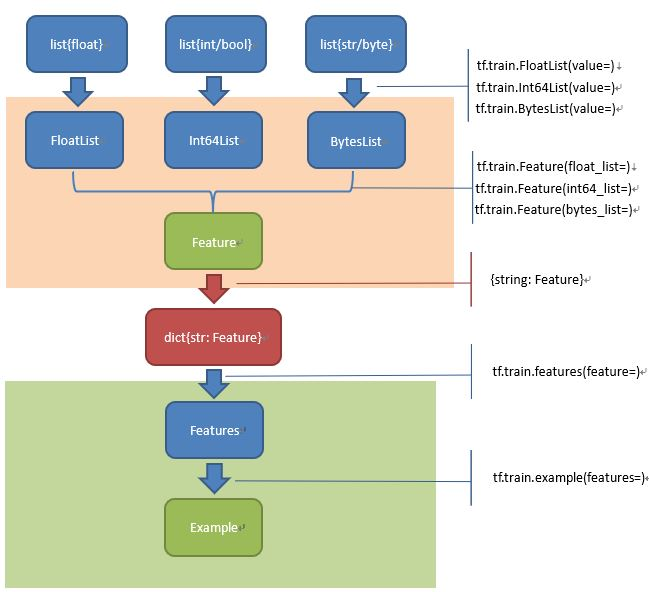 list{float}
list{int/bool}
list{str/byte}
tf.train.FloatList(value=)
tf.train.Int64List(value=)
tf.train.BytesList(value=)
FloatList
Int64List
BytesList
tf.train.Feature(float_list=)
tf.train.Feature(int64_list=)
tf.train.Feature(bytes_list=)
Feature
{string: Feature}
dict{str: Feature}
tf.train.features(feature=)
Features
tf.train.example(features=)
Example